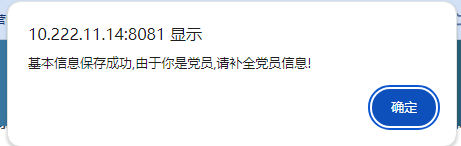 10.222.11.14:8081 显示
基本信息保存成功,由于你是党员,请补全党员信息!
确定